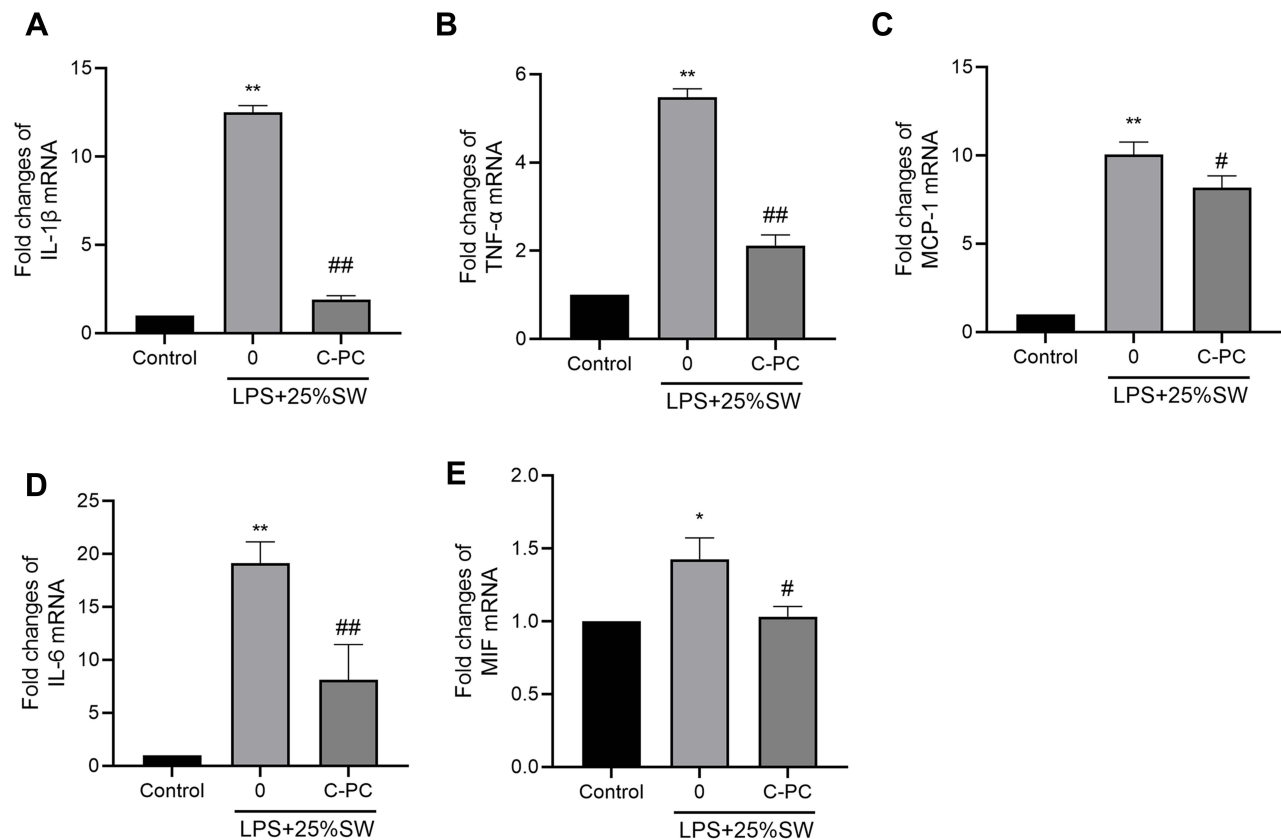 A
Fold changes of
IL-1β mRNA
15
10
5
0
**
##
Control
0
C-PC
LPS+25%SW
B
Fold changes of
TNF-α mRNA
6
4
2
0
**
##
Control
0
C-PC
LPS+25%SW
C
Fold changes of
MCP-1 mRNA
15
10
5
0
**
#
Control
0
C-PC
LPS+25%SW
D
Fold changes of
IL-6 mRNA
25
20
15
10
5
0
**
##
Control
0
C-PC
LPS+25%SW
E
Fold changes of
MIF mRNA
2.0
1.5
1.0
0.5
0.0
*
#
Control
0
C-PC
LPS+25%SW